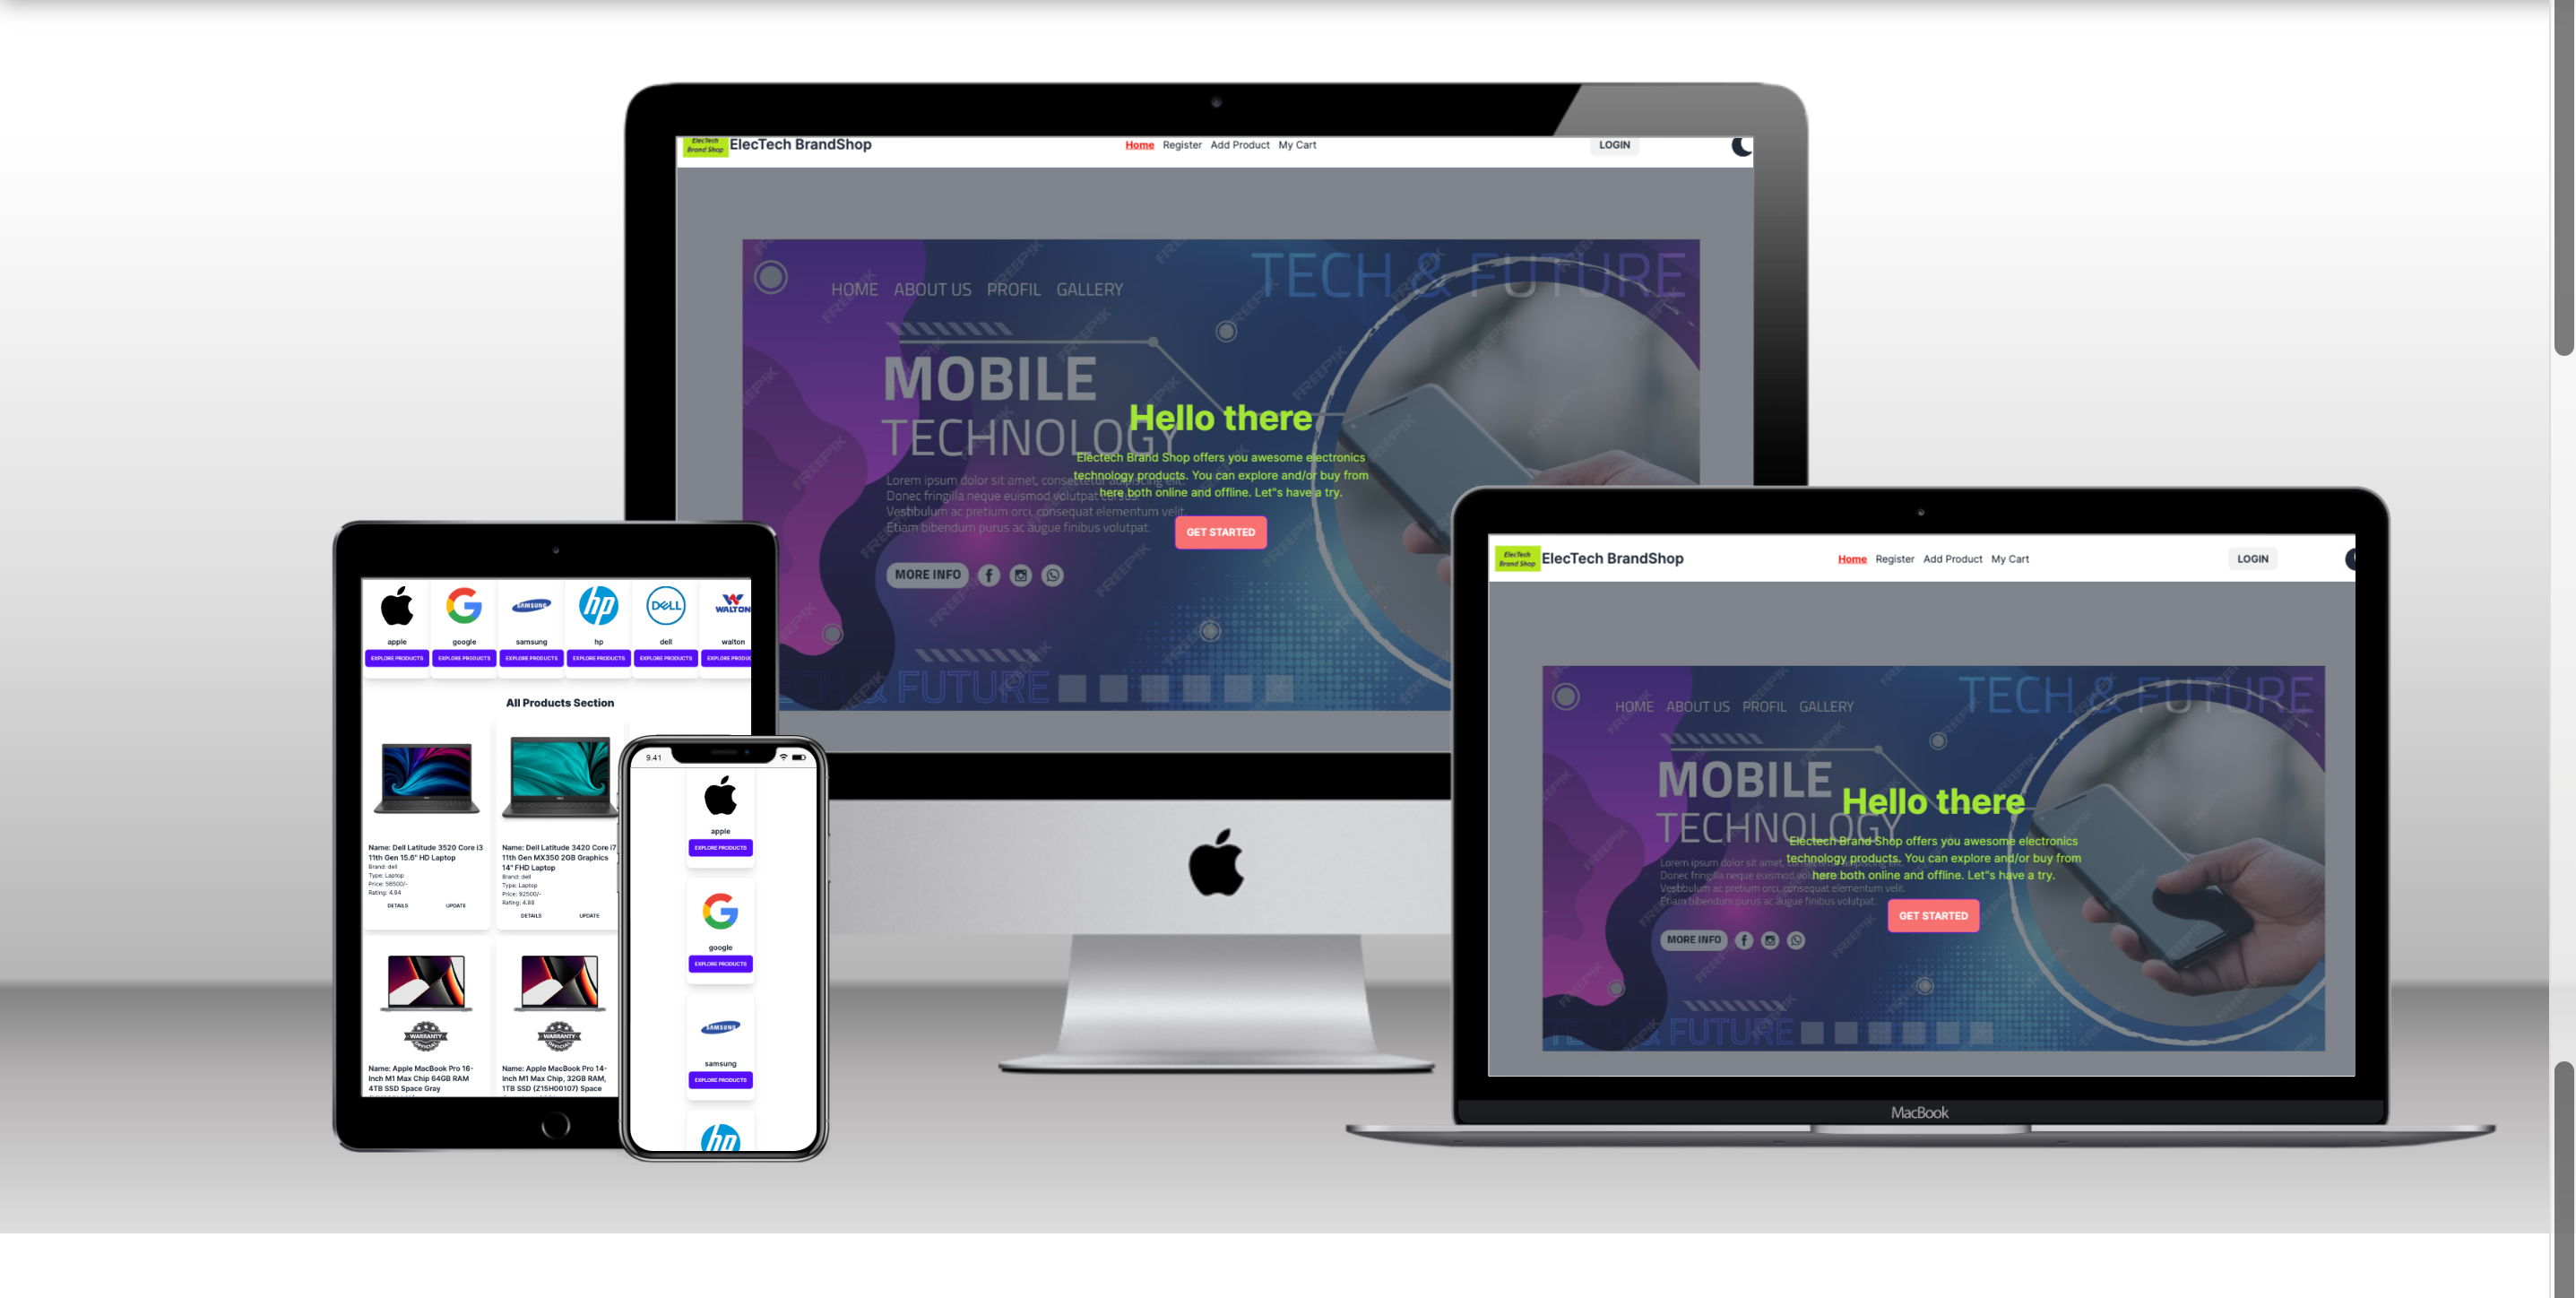 ElecTech
Brand Shop
ElecTech BrandShop
Home Register Add Product My Cart
LOGIN
TECH & FUTURE
HOME ABOUT US PROFIL GALLERY
MOBILE
TECHNOLOGY
Hello there
Electech Brand Shop offers you awesome electronics
technology products. You can explore and/or buy from
here both online and offline. Let"s have a try.
Lorem ipsum dolor sit amet, consectetur adipiscing elit.
Donec fringilla neque euismod volutpat cursus.
Vestibulum ac pretium orci, consequat elementum velit.
Etiam bibendum purus ac augue finibus volutpat.
GET STARTED
MORE INFO
& FUTURE
FREEPIK
SAMSUNG
hp
DELL
WALTON
apple google samsung hp dell walton
EXPLORE PRODUCTS EXPLORE PRODUCTS EXPLORE PRODUCTS EXPLORE PRODUCTS EXPLORE PRODUCTS
All Products Section
Name: Dell Latitude 3520 Core i3
11th Gen 15.6" HD Laptop
Brand: dell
Type: Laptop
Price: 56500/-
Rating: 4.94
DETAILS UPDATE
Name: Dell Latitude 3420 Core i7
11th Gen MX350 2GB Graphics
14" FHD Laptop
Brand: dell
Type: Laptop
Price: 92500/-
Rating: 4.88
DETAILS UPDATE
WARRANTY
OFFICIAL
WARRANTY
OFFICIAL
Name: Apple MacBook Pro 16-
Inch M1 Max Chip 64GB RAM
4TB SSD Space Gray
Name: Apple MacBook Pro 14-
Inch M1 Max Chip, 32GB RAM,
1TB SSD (Z15H00107) Space
9.41
apple
EXPLORE PRODUCTS
google
EXPLORE PRODUCTS
SAMSUNG
samsung
EXPLORE PRODUCTS
hp
ElecTech
Brand Shop
ElecTech BrandShop
Home Register Add Product My Cart
LOGIN
TECH & FUTURE
HOME ABOUT US PROFIL GALLERY
MOBILE
TECHNOLOGY
Hello there
Electech Brand Shop offers you awesome electronics
technology products. You can explore and/or buy from
here both online and offline. Let"s have a try.
Lorem ipsum dolor sit amet,
Donec fringilla neque euismod
Vestibulum ac pretium orci, consequat elementum velit.
Etiam bibendum purus ac augue finibus volutpat.
GET STARTED
MORE INFO
TECH & FUTURE
MacBook